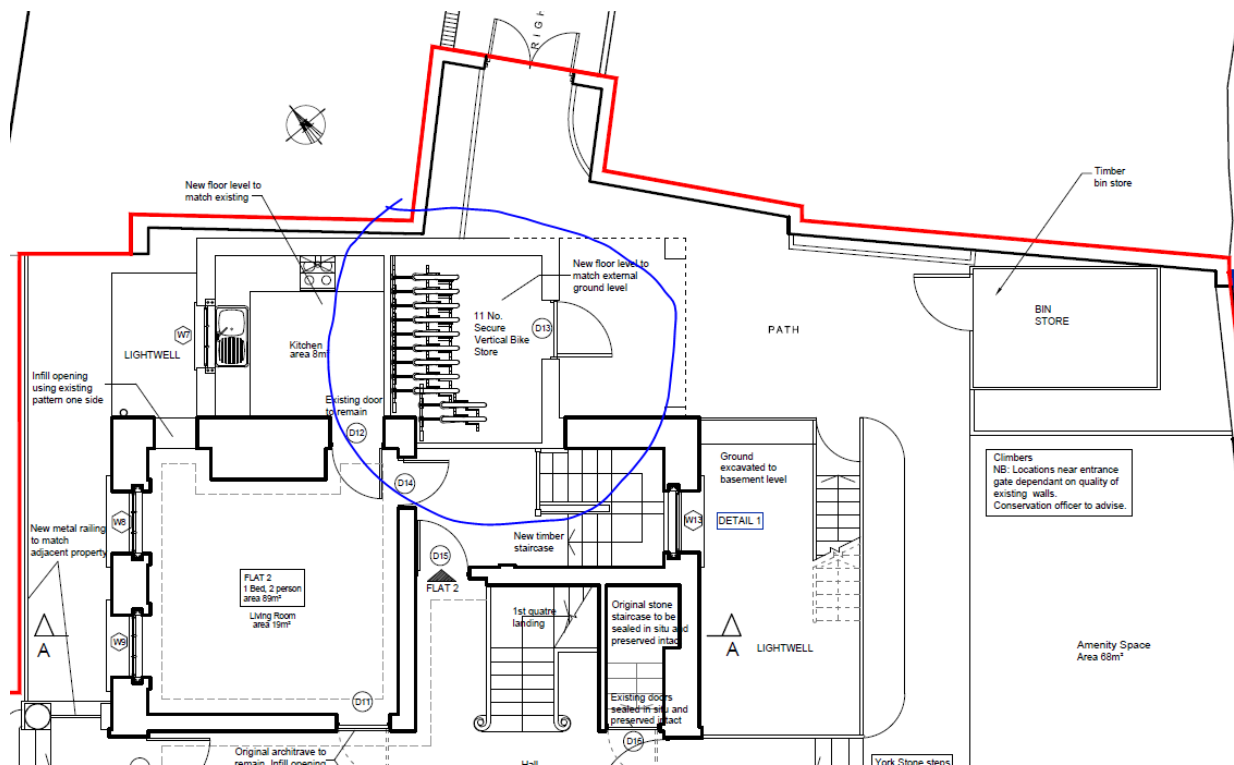 RIGH
New floor level to
match existing
Timber
bin store
New floor level to
match external
ground level
W7
LIGHTWELL
Kitchen
area 8m²
11 No.
Secure
Vertical Bike
Store
D13
PATH
BIN
STORE
Infill opening
using existing
pattern one side
Existing door
to remain
D12
D14
Ground
excavated to
basement level
Climbers
NB: Locations near entrance
gate dependant on quality of
existing walls.
Conservation officer to advise.
New metal railing
to match
adjacent property
W8
New timber
staircase
W13
DETAIL 1
D15
FLAT 2
FLAT 2
1 Bed, 2 person
area 89m²
Living Room
area 19m²
1st quatre
landing
Original stone
staircase to be
sealed in situ and
preserved intact
A
W9
A
LIGHTWELL
Amenity Space
Area 68m²
D11
Existing doors
sealed in situ and
preserved intact
D16
Original architrave to
remain. Infill opening
Hall
York Stone steps